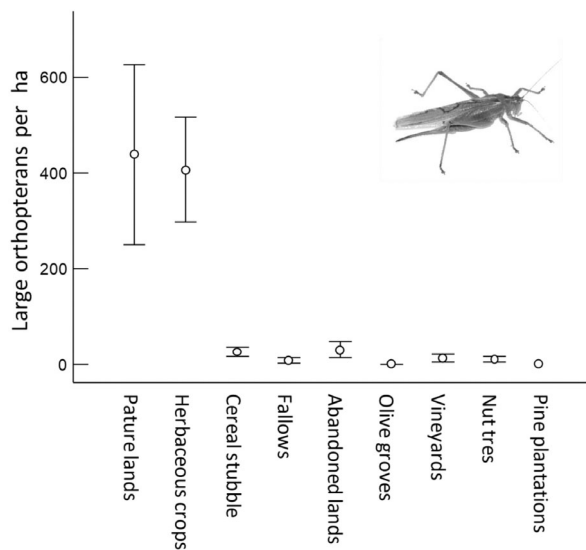 Large orthopterans per ha
600
400
200
0
Pature lands
Herbaceous crops
Cereal stubble
Fallows
Abandoned lands
Olive groves
Vineyards
Nut tres
Pine plantations